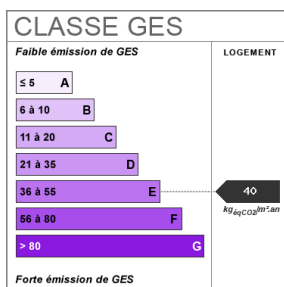 CLASSE GES
Faible émission de GES
LOGEMENT
≤ 5 A
6 à 10 B
11 à 20 C
21 à 35 D
36 à 55 E
40
kgéqCO2/m².an
56 à 80 F
> 80 G
Forte émission de GES